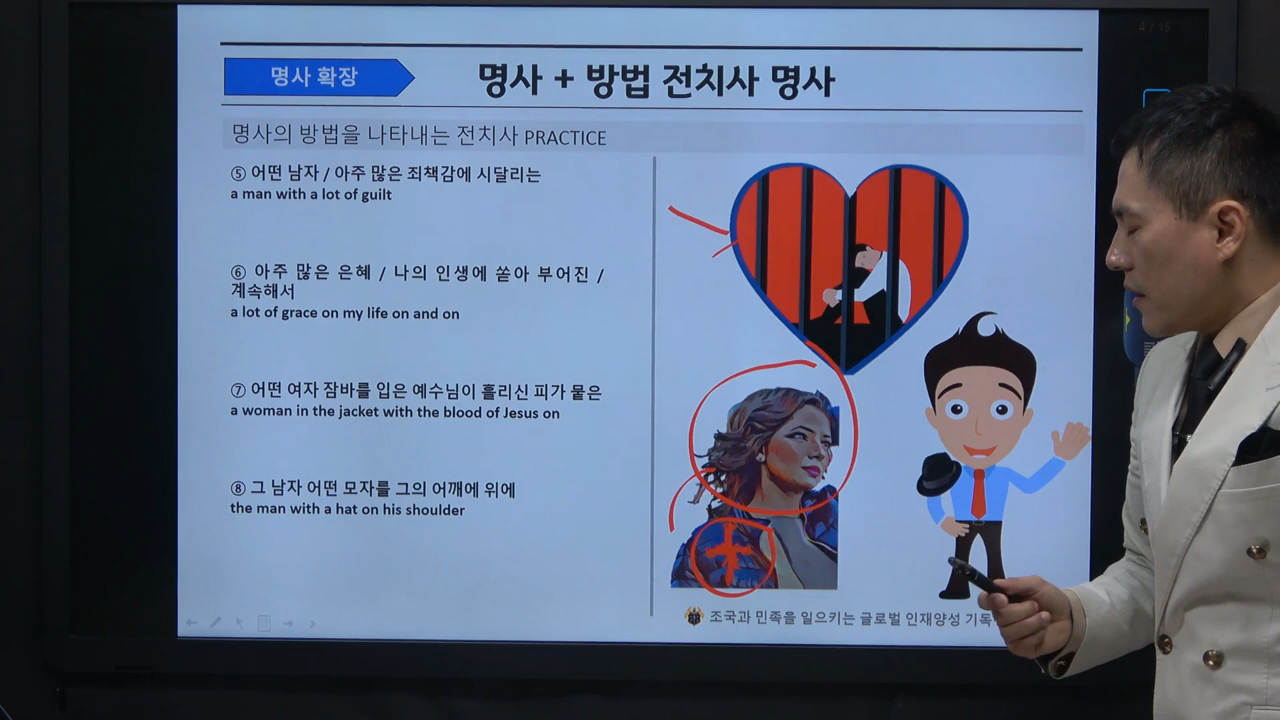 4 / 15
명사 확장
명사 + 방법 전치사 명사
명사의 방법을 나타내는 전치사 PRACTICE
⑤ 어떤 남자 / 아주 많은 죄책감에 시달리는
a man with a lot of guilt
⑥ 아주 많은 은혜 / 나의 인생에 쏟아 부어진 /
계속해서
a lot of grace on my life on and on
⑦ 어떤 여자 잠바를 입은 예수님이 흘리신 피가 뭍은
a woman in the jacket with the blood of Jesus on
⑧ 그 남자 어떤 모자를 그의 어깨에 위에
the man with a hat on his shoulder
조국과 민족을 일으키는 글로벌 인재양성 기독